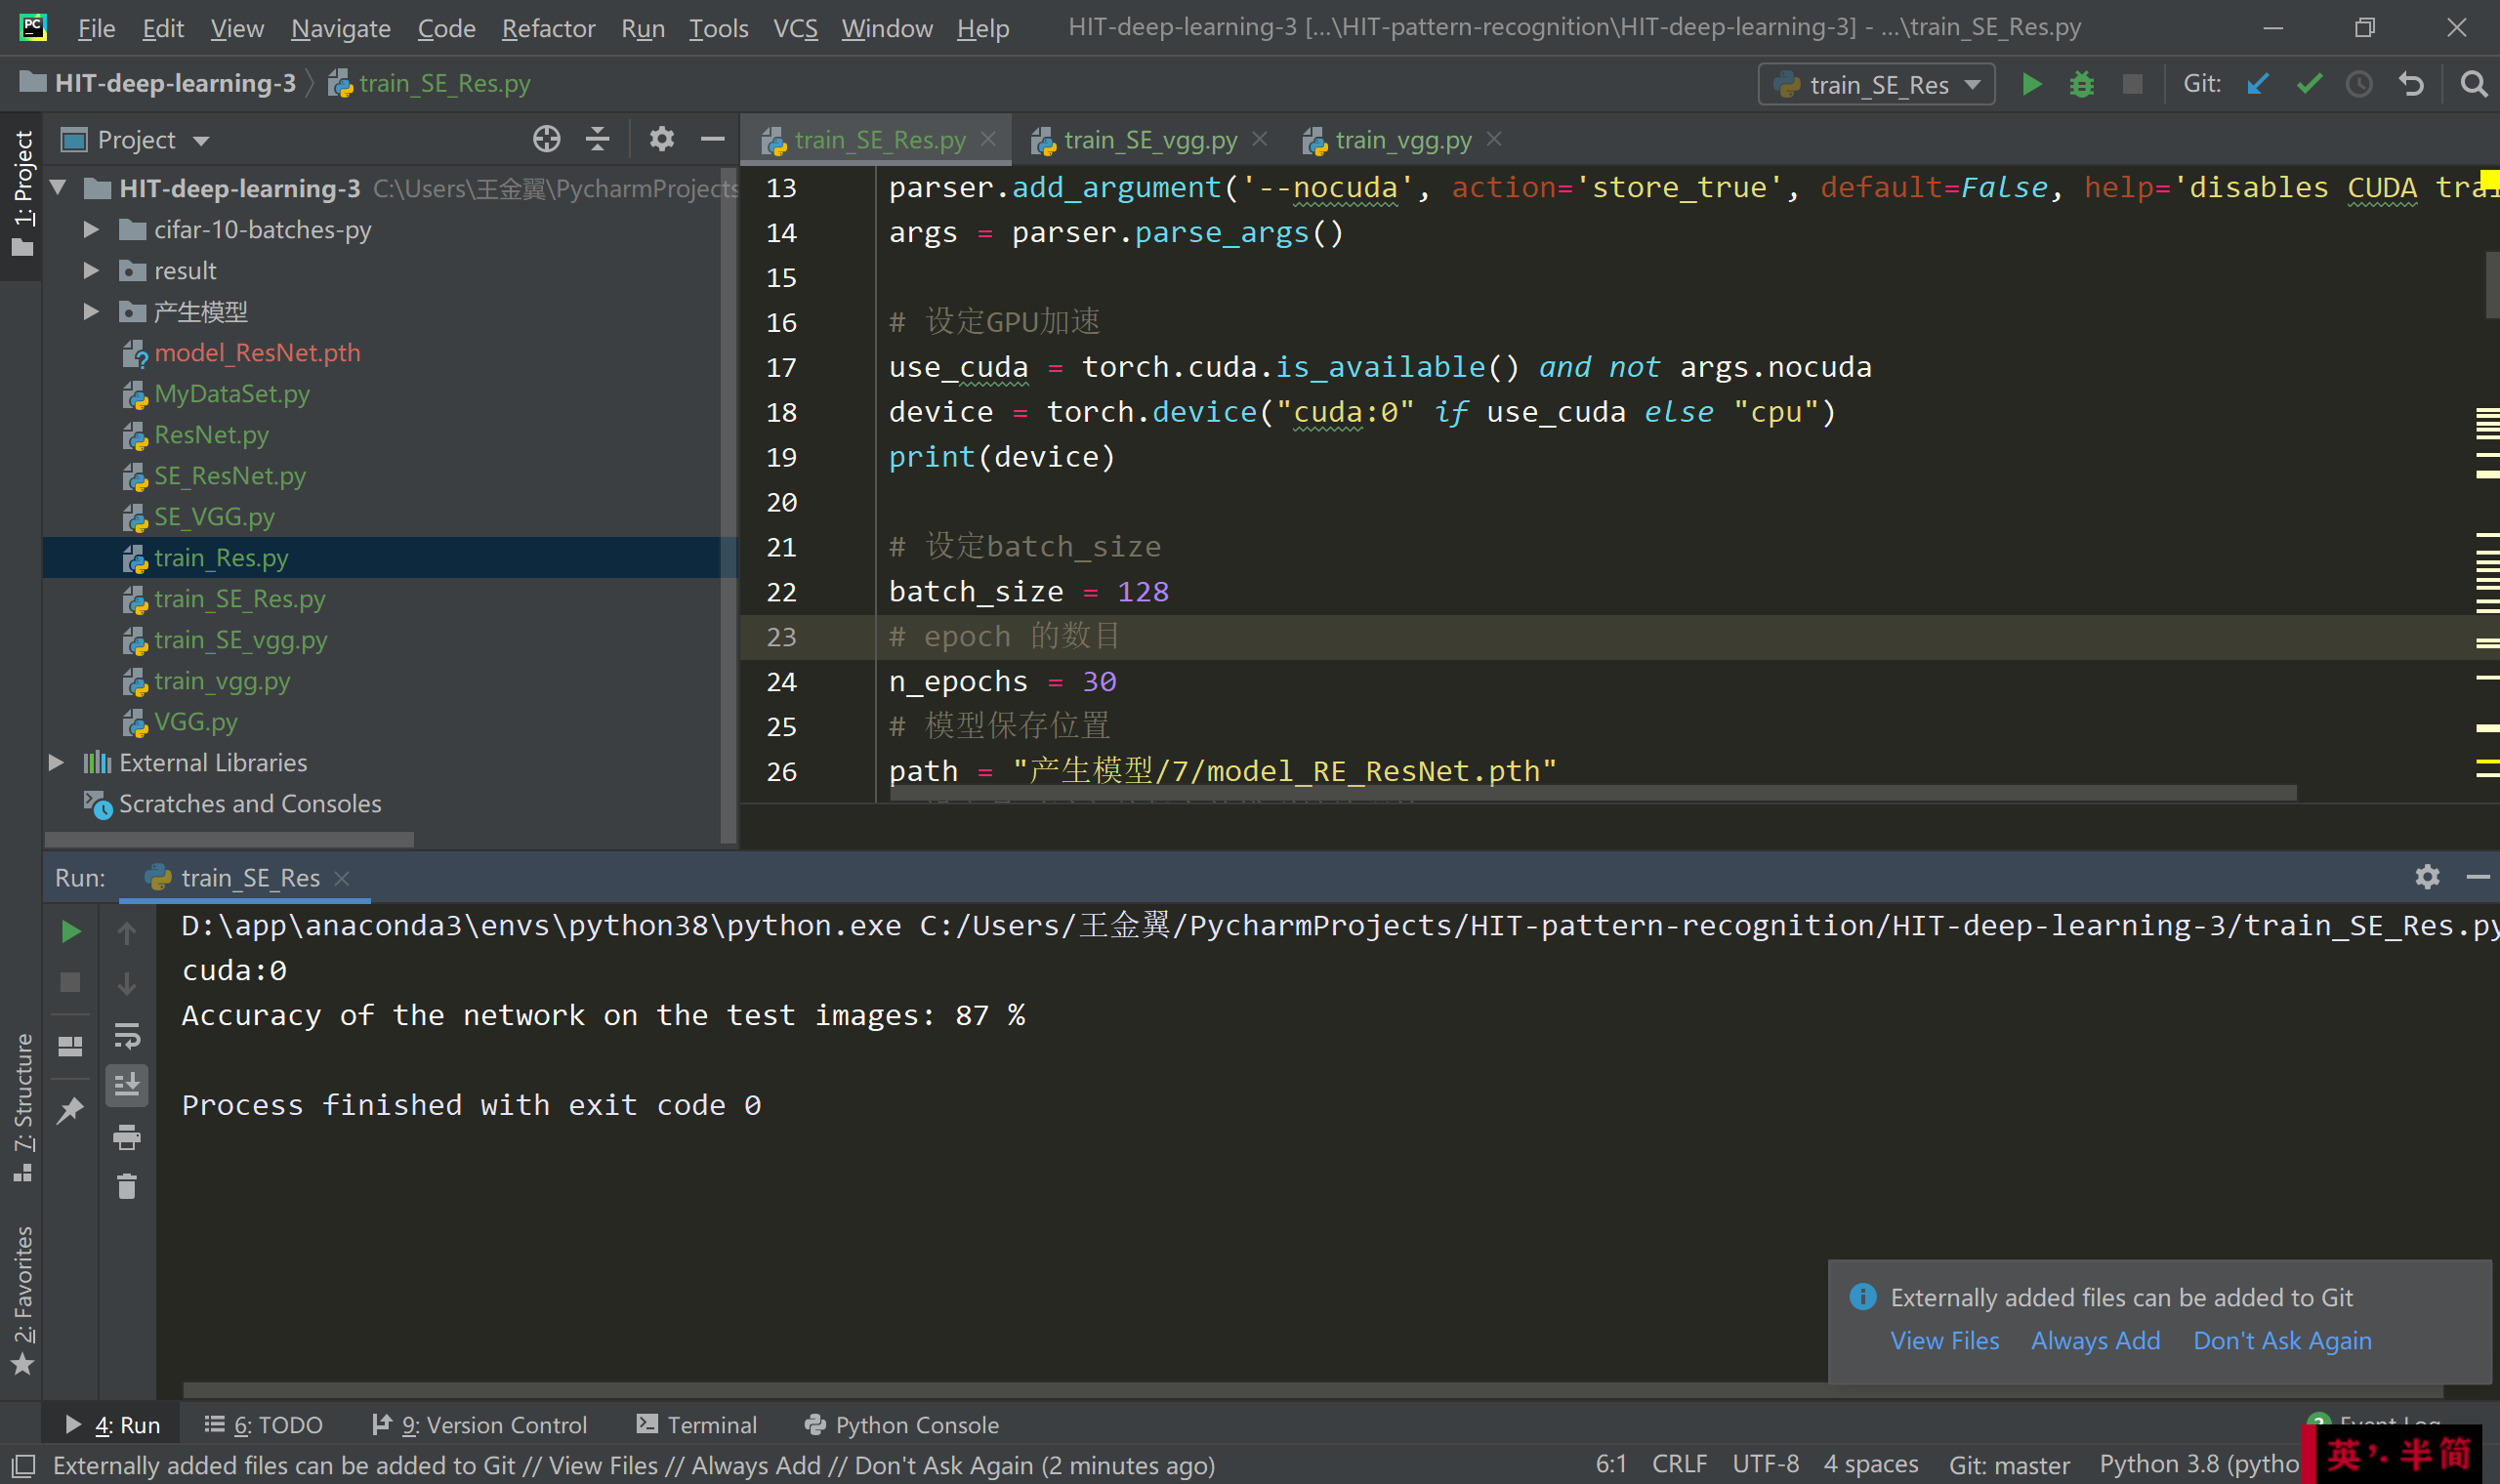 File Edit View Navigate Code Refactor Run Tools VCS Window Help HIT-deep-learning-3 [...\HIT-pattern-recognition\HIT-deep-learning-3] - ...\train_SE_Res.py
HIT-deep-learning-3 train_SE_Res.py train_SE_Res Git:
1: Project
Project
train_SE_Res.py train_SE_vgg.py train_vgg.py
HIT-deep-learning-3 C:\Users\王金翼\PycharmProjects
cifar-10-batches-py
result
产生模型
model_ResNet.pth
MyDataSet.py
ResNet.py
SE_ResNet.py
SE_VGG.py
train_Res.py
train_SE_Res.py
train_SE_vgg.py
train_vgg.py
VGG.py
External Libraries
Scratches and Consoles
13 parser.add_argument('--nocuda', action='store_true', default=False, help='disables CUDA trai
14 args = parser.parse_args()
15
16 # 设定GPU加速
17 use_cuda = torch.cuda.is_available() and not args.nocuda
18 device = torch.device("cuda:0" if use_cuda else "cpu")
19 print(device)
20
21 # 设定batch_size
22 batch_size = 128
23 # epoch 的数目
24 n_epochs = 30
25 # 模型保存位置
26 path = "产生模型/7/model_RE_ResNet.pth"
Run: train_SE_Res
D:\app\anaconda3\envs\python38\python.exe C:/Users/王金翼/PycharmProjects/HIT-pattern-recognition/HIT-deep-learning-3/train_SE_Res.py
cuda:0
Accuracy of the network on the test images: 87 %
Process finished with exit code 0
7: Structure
2: Favorites
Externally added files can be added to Git
View Files Always Add Don't Ask Again
4: Run 6: TODO 9: Version Control Terminal Python Console Event Log
Externally added files can be added to Git // View Files // Always Add // Don't Ask Again (2 minutes ago) 6:1 CRLF UTF-8 4 spaces Git: master Python 3.8 (pytho
英 半 简